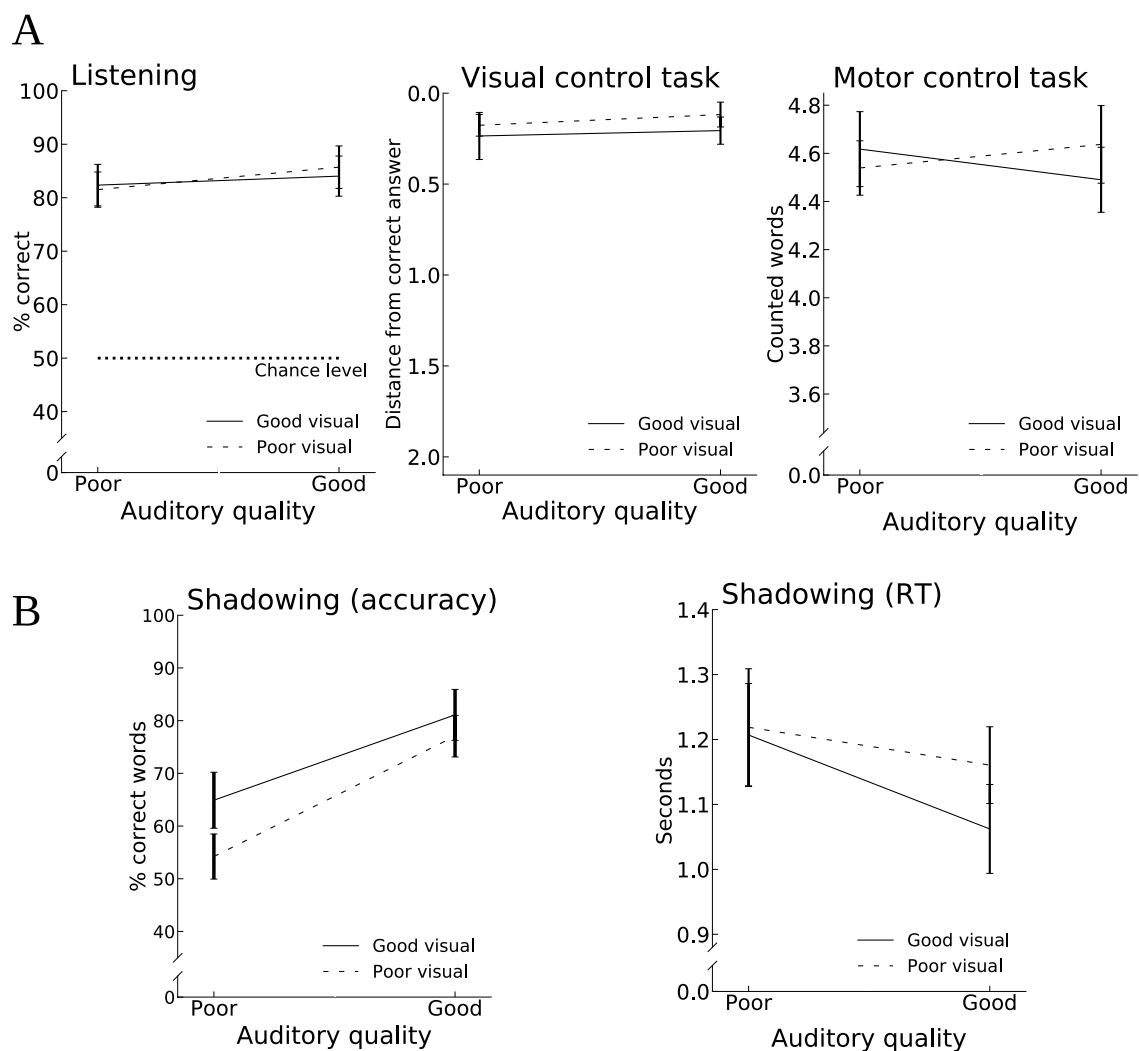 A
Listening
% correct
100
90
80
70
60
50
40
0
Chance level
Good visual
Poor visual
Poor
Good
Auditory quality
Visual control task
Distance from correct answer
0.0
0.5
1.0
1.5
2.0
Good visual
Poor visual
Poor
Good
Auditory quality
Motor control task
Counted words
4.8
4.6
4.4
4.2
4.0
3.8
3.6
0.0
Good visual
Poor visual
Poor
Good
Auditory quality
B
Shadowing (accuracy)
% correct words
100
90
80
70
60
50
40
0
Good visual
Poor visual
Poor
Good
Auditory quality
Shadowing (RT)
Seconds
1.4
1.3
1.2
1.1
1.0
0.9
0.0
Good visual
Poor visual
Poor
Good
Auditory quality